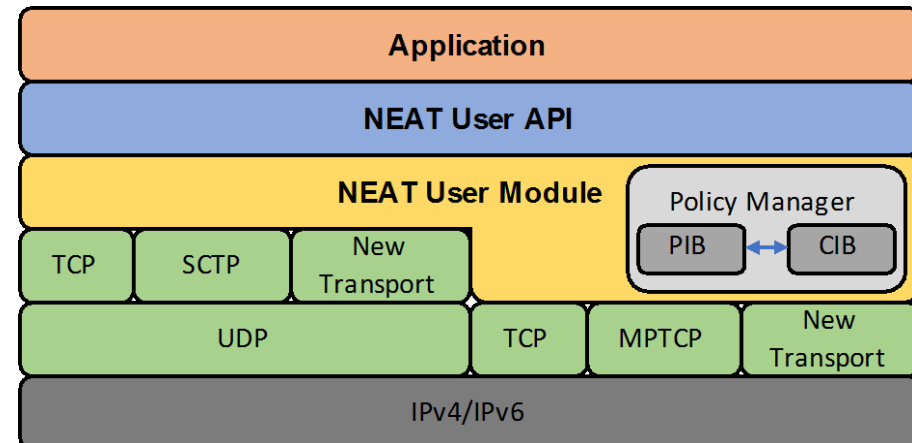 Application
NEAT User API
NEAT User Module
Policy Manager
PIB
CIB
TCP
SCTP
New
Transport
UDP
TCP
MPTCP
New
Transport
IPv4/IPv6